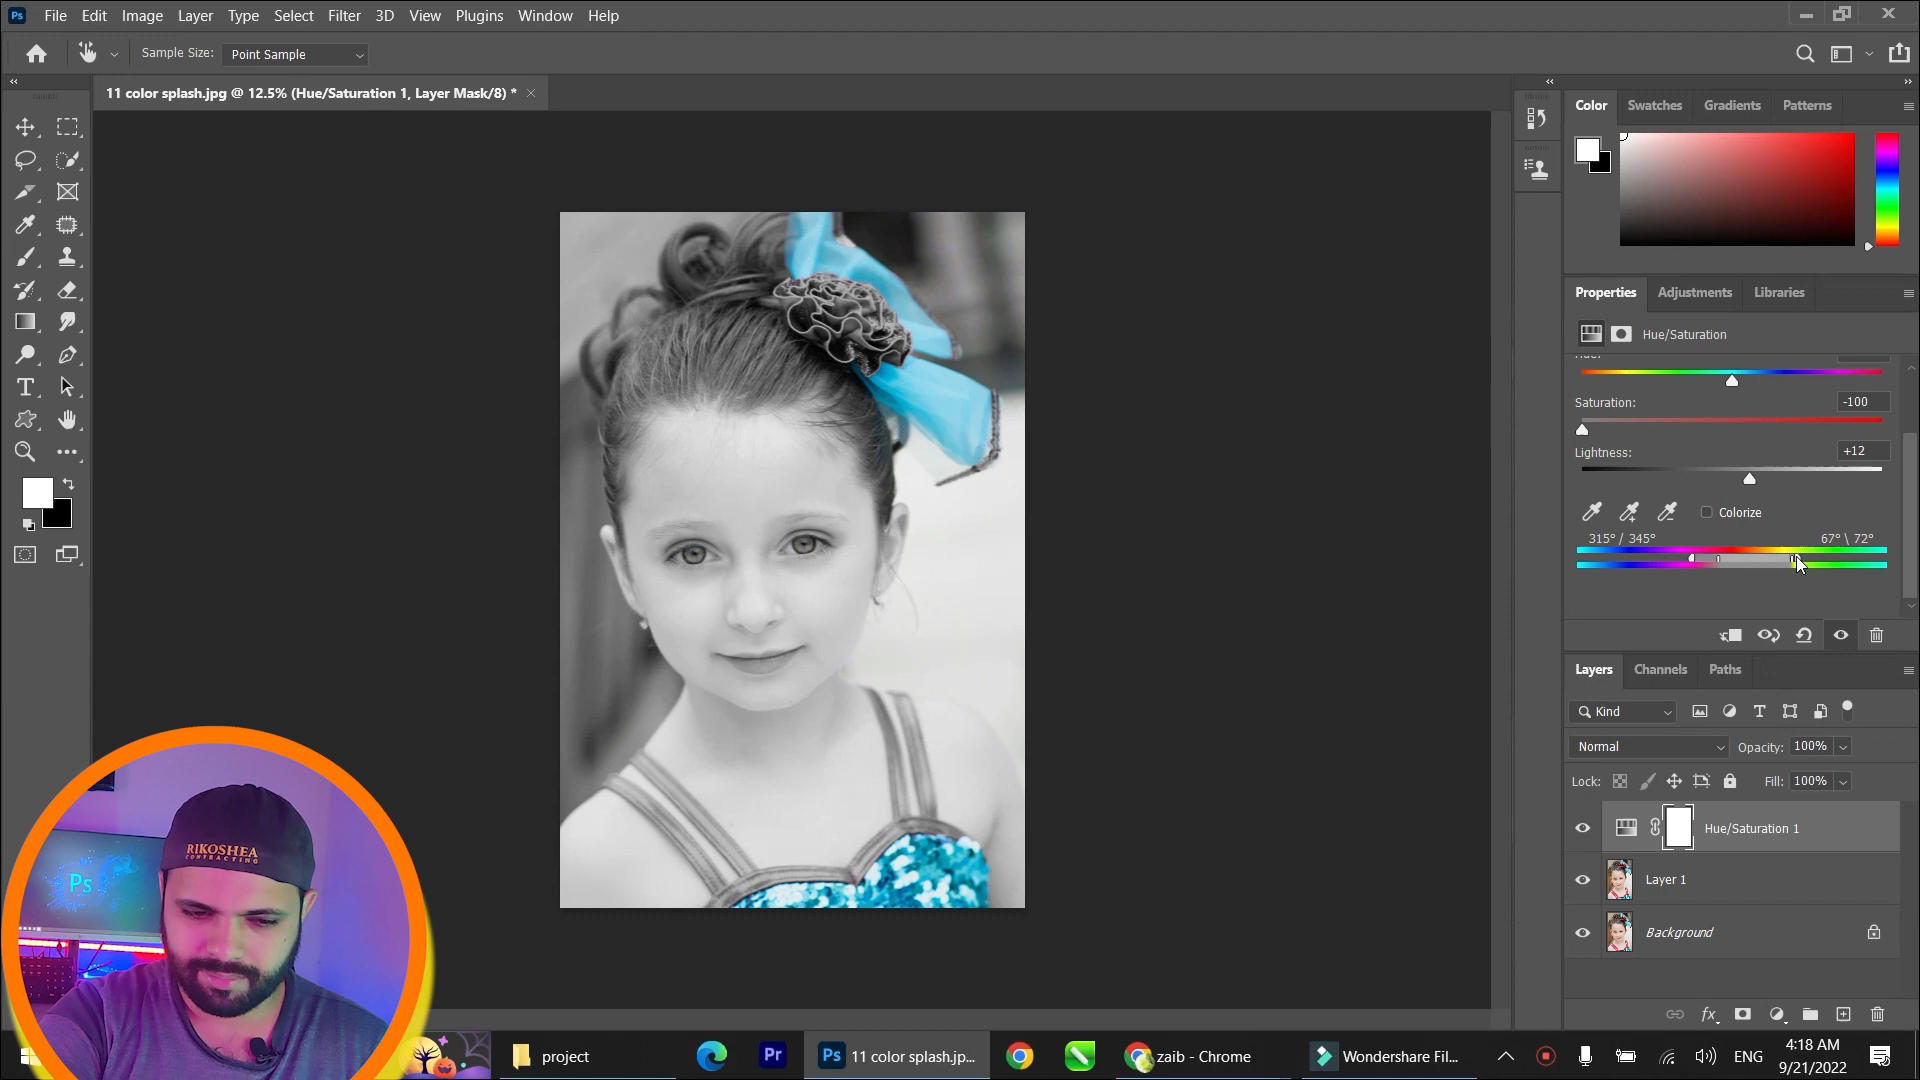 Ps File Edit Image Layer Type Select Filter 3D View Plugins Window Help
Sample Size: Point Sample
11 color splash.jpg @ 12.5% (Hue/Saturation 1, Layer Mask/8) *
Color Swatches Gradients Patterns
Properties Adjustments Libraries
Hue/Saturation
Saturation: -100
Lightness: +12
Colorize
315° / 345° 67° \ 72°
Layers Channels Paths
Kind
Normal Opacity: 100%
Lock: Fill: 100%
Hue/Saturation 1
Layer 1
Background
RIKOSHEA
CONTRACTING
Ps
project
Pr
Ps 11 color splash.jp...
zaib - Chrome
Wondershare Fil...
ENG
4:18 AM
9/21/2022